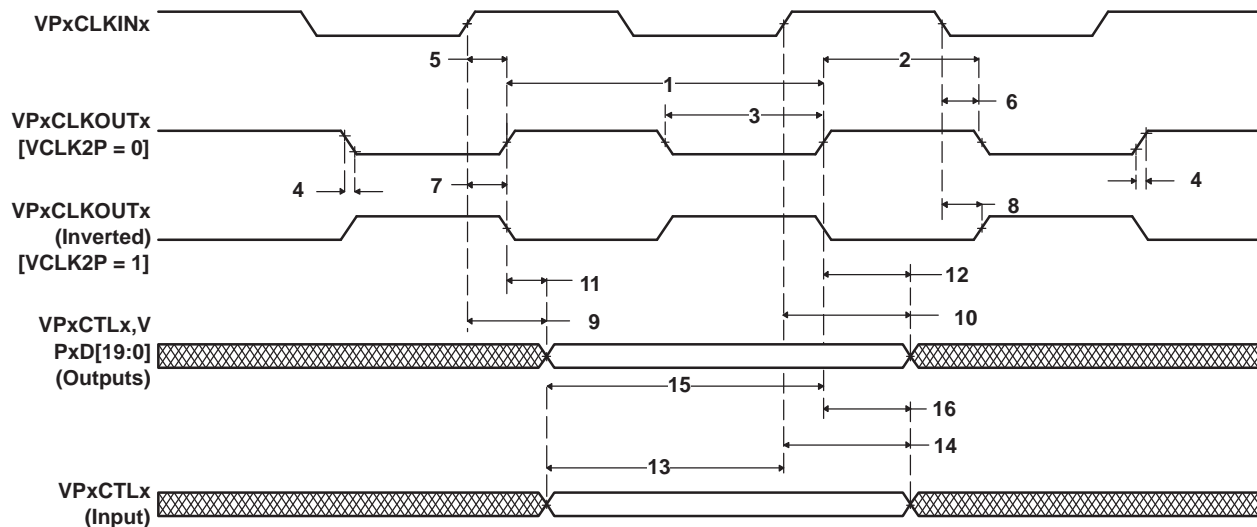 VPxCLKINx
5
2
1
6
3
VPxCLKOUTx
[VCLK2P = 0]
4
7
4
8
VPxCLKOUTx
(Inverted)
[VCLK2P = 1]
11
12
9
10
VPxCTLx,V
PxD[19:0]
(Outputs)
15
16
14
13
VPxCTLx
(Input)